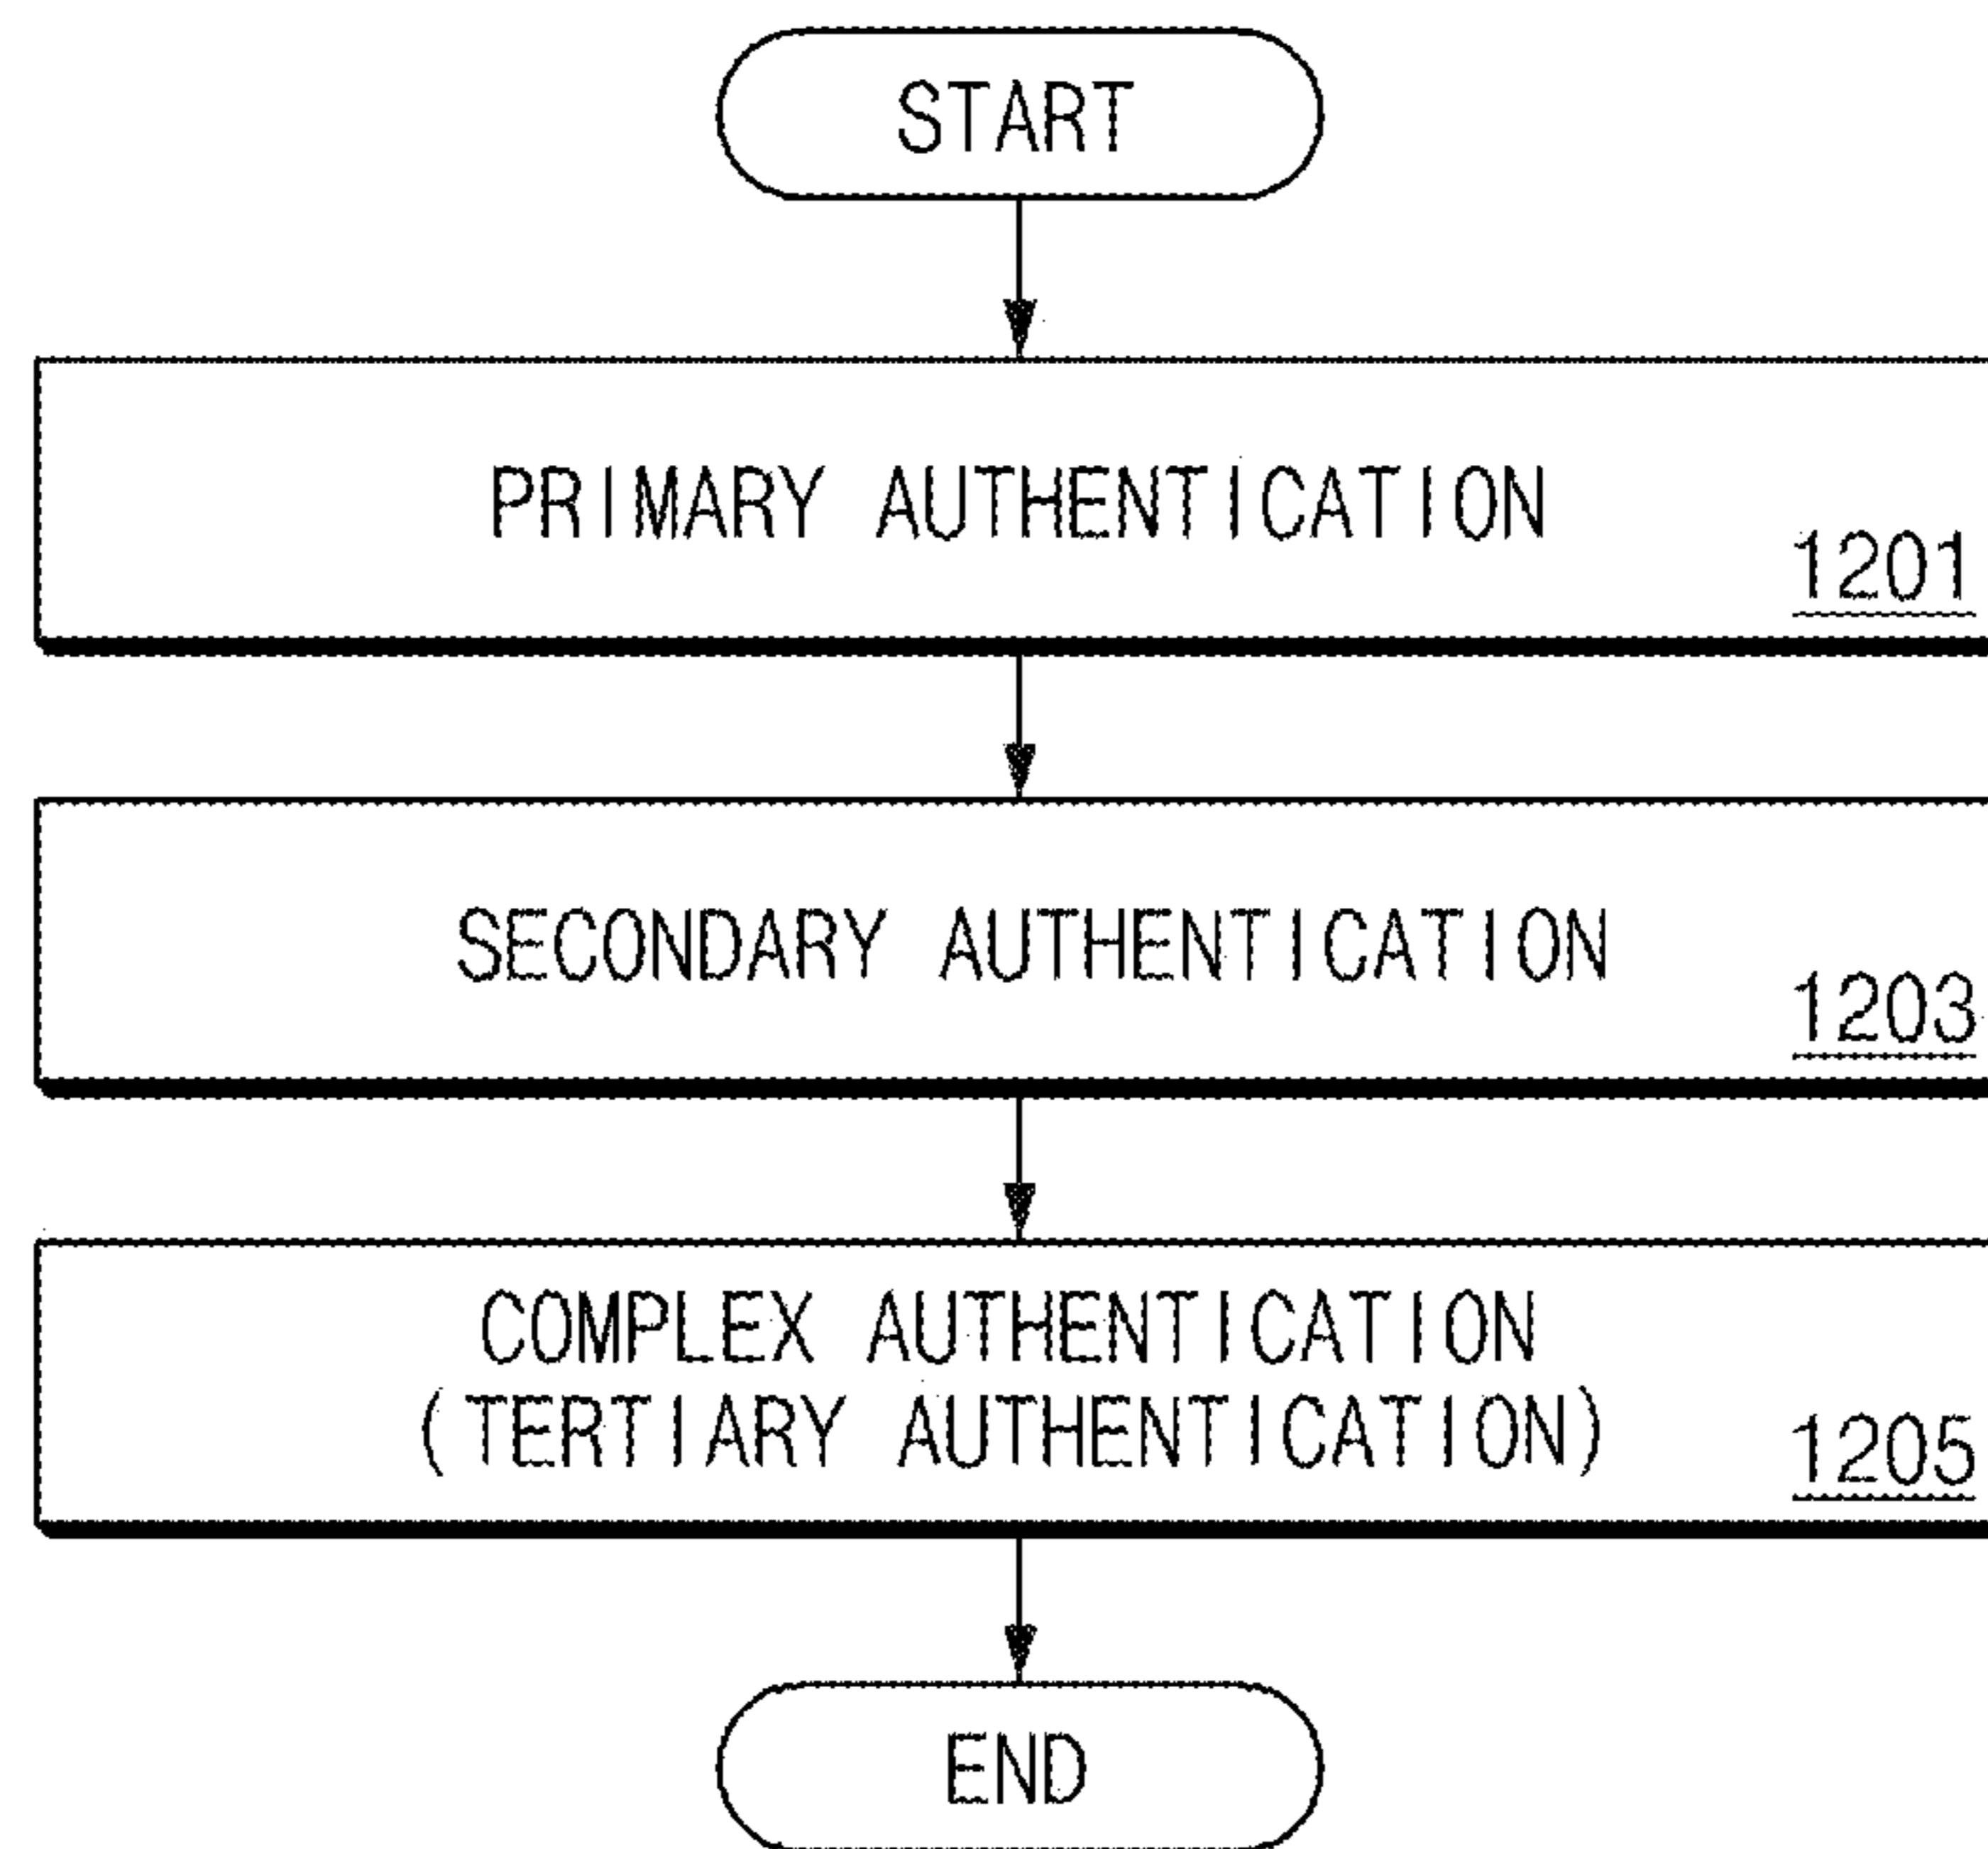 START
PRIMARY AUTHENTICATION
1201
SECONDARY AUTHENTICATION
1203
COMPLEX AUTHENTICATION
(TERTIARY AUTHENTICATION)
1205
END